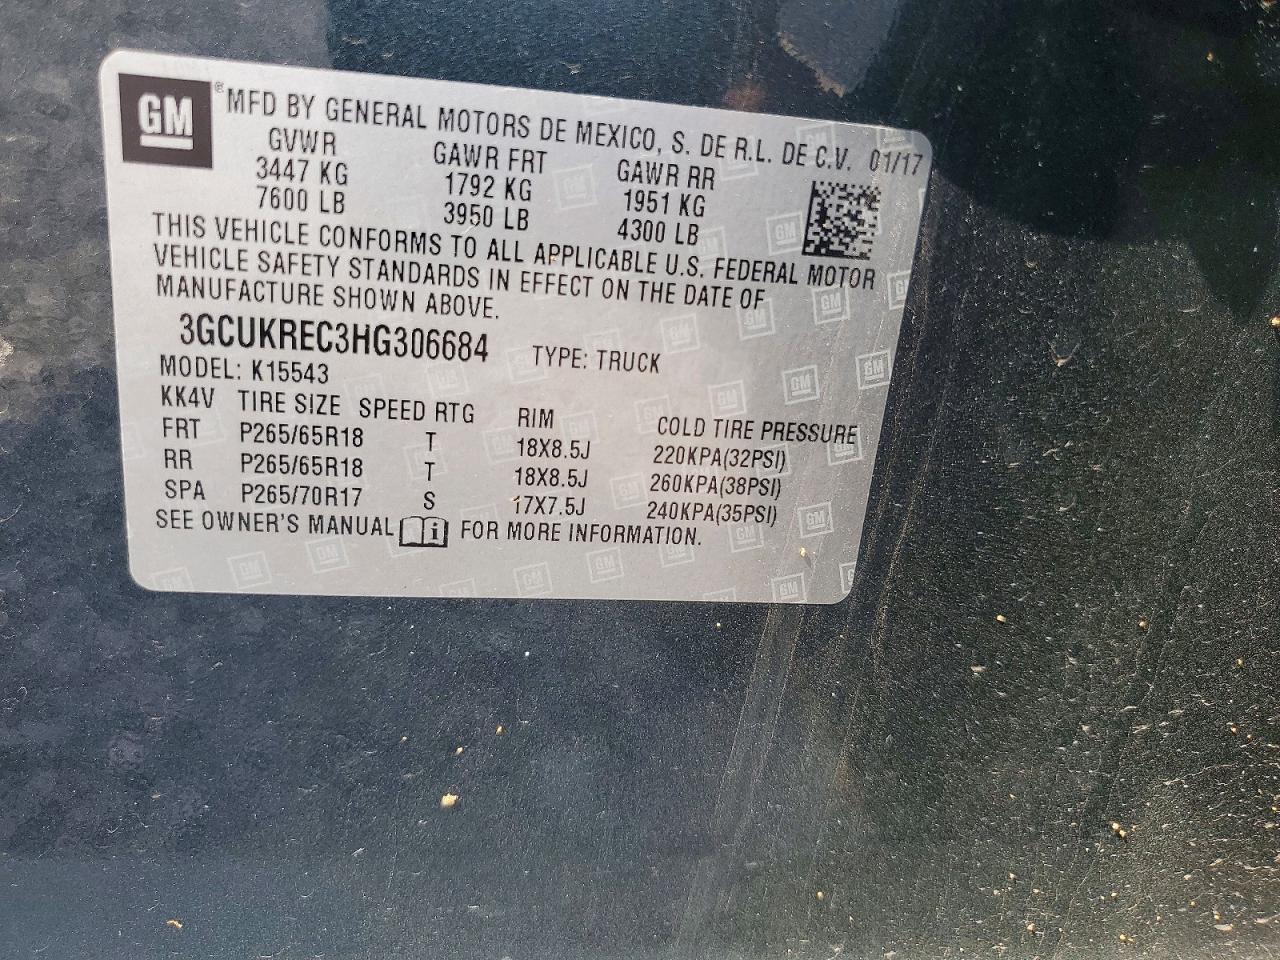 GM ® MFD BY GENERAL MOTORS DE MEXICO, S. DE R.L. DE C.V. 01/17
GVWR GAWR FRT GAWR RR
3447 KG 1792 KG 1951 KG
7600 LB 3950 LB 4300 LB
THIS VEHICLE CONFORMS TO ALL APPLICABLE U.S. FEDERAL MOTOR
VEHICLE SAFETY STANDARDS IN EFFECT ON THE DATE OF
MANUFACTURE SHOWN ABOVE.
3GCUKREC3HG306684 TYPE: TRUCK
MODEL: K15543
KK4V TIRE SIZE SPEED RTG RIM COLD TIRE PRESSURE
FRT P265/65R18 T 18X8.5J 220KPA(32PSI)
RR P265/65R18 T 18X8.5J 260KPA(38PSI)
SPA P265/70R17 S 17X7.5J 240KPA(35PSI)
SEE OWNER'S MANUAL i FOR MORE INFORMATION.